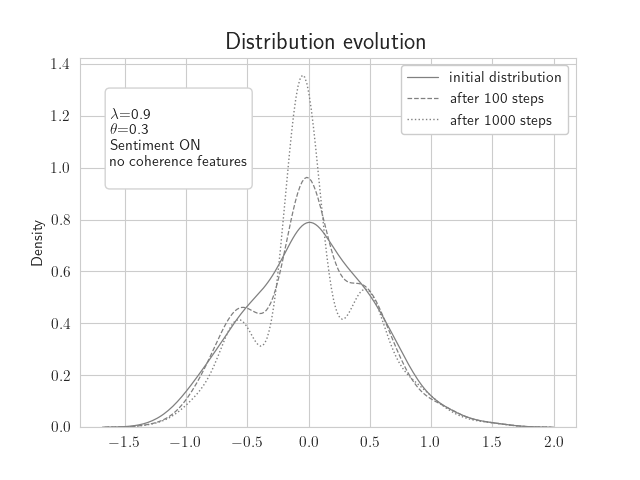 Distribution evolution
1.4
1.2
1.0
0.8
0.6
0.4
0.2
0.0
Density
λ=0.9
θ=0.3
Sentiment ON
no coherence features
initial distribution
after 100 steps
after 1000 steps
−1.5 −1.0 −0.5 0.0 0.5 1.0 1.5 2.0